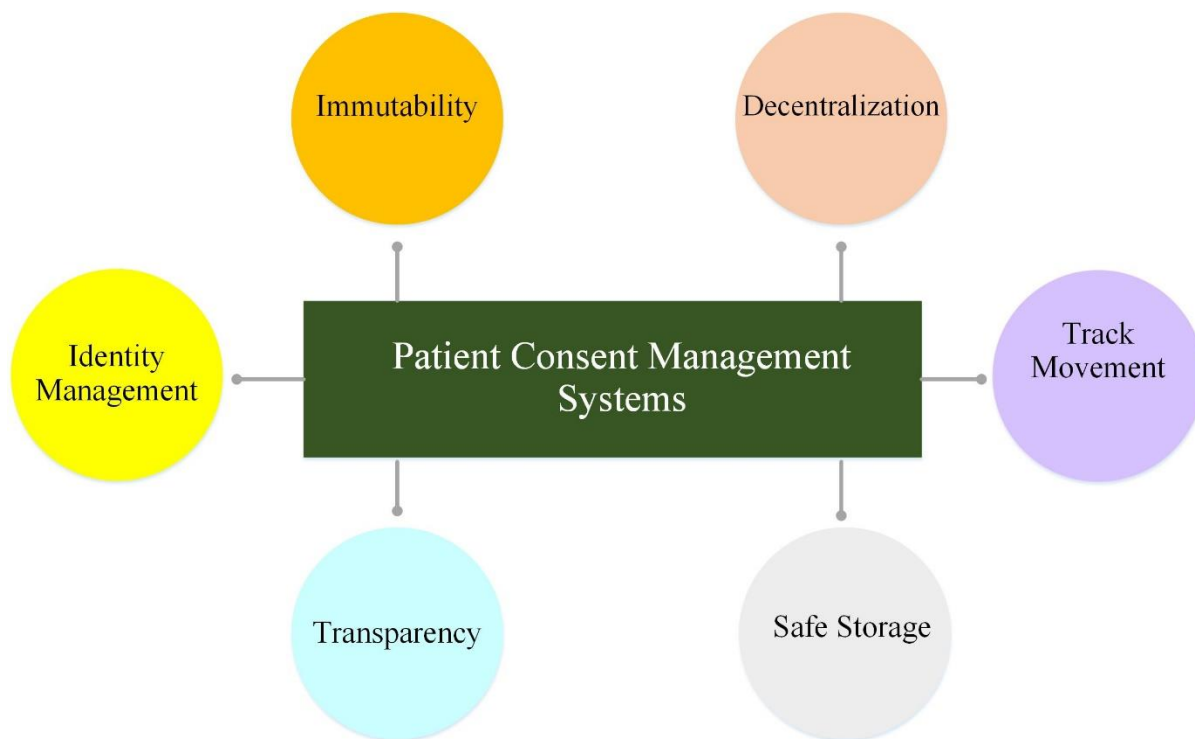 Immutability
Decentralization
Identity
Management
Patient Consent Management
Systems
Track
Movement
Transparency
Safe Storage